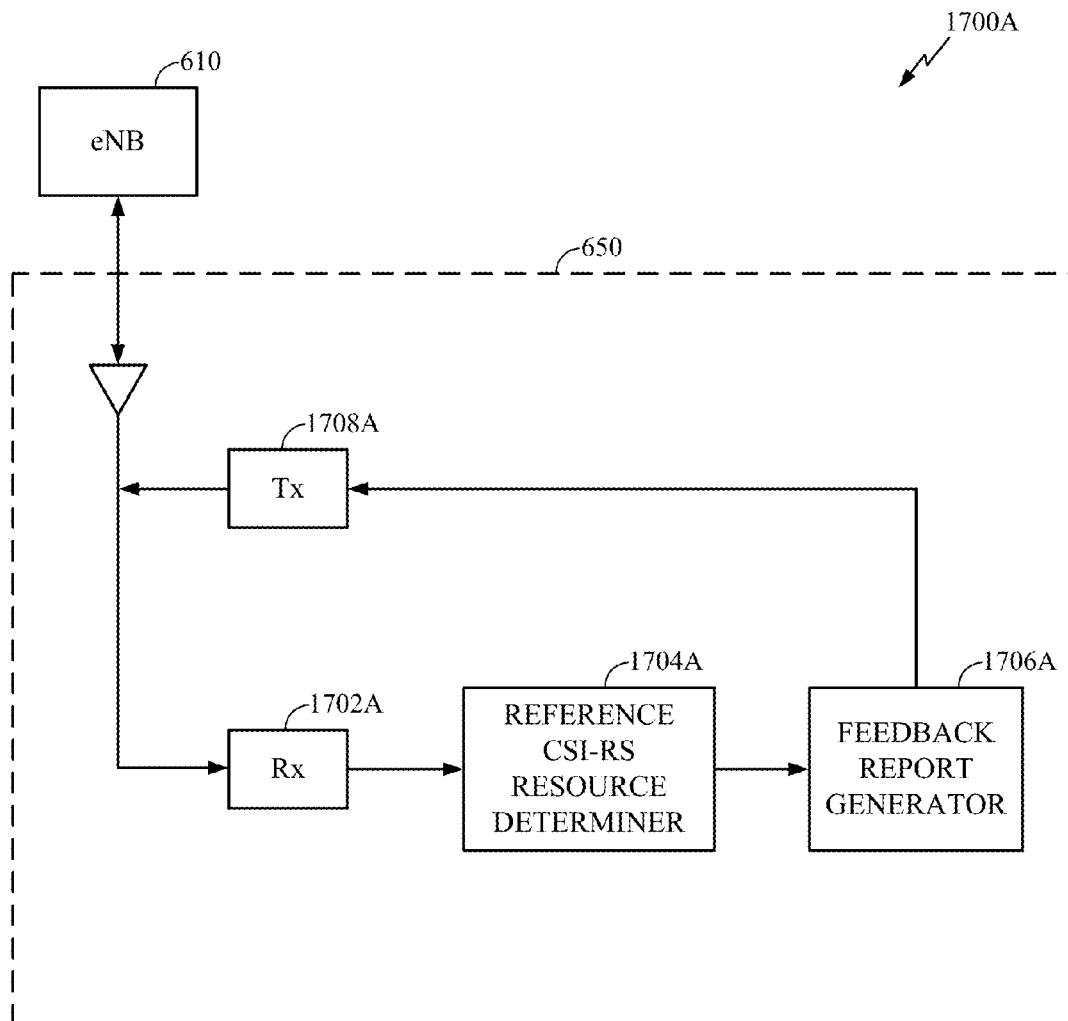 1700A
610
eNB
650
1708A
Tx
1704A
1706A
1702A
REFERENCE
CSI-RS
RESOURCE
DETERMINER
FEEDBACK
REPORT
GENERATOR
Rx